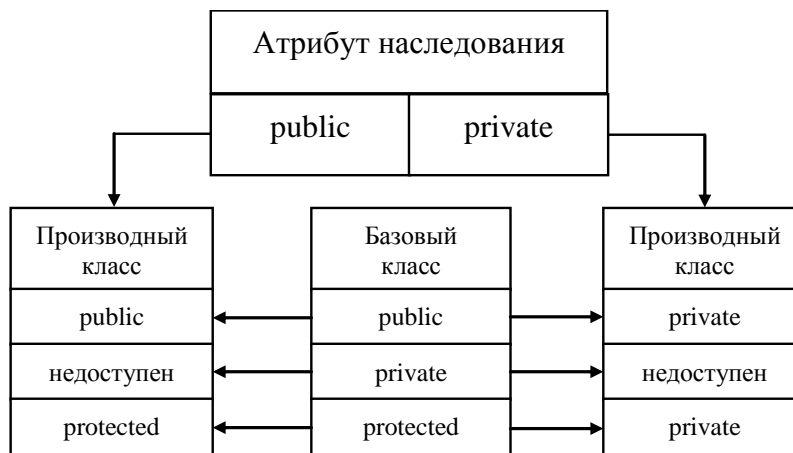 Атрибут наследования
public private
Производный класс
Базовый класс
Производный класс
public public private
недоступен private недоступен
protected protected private